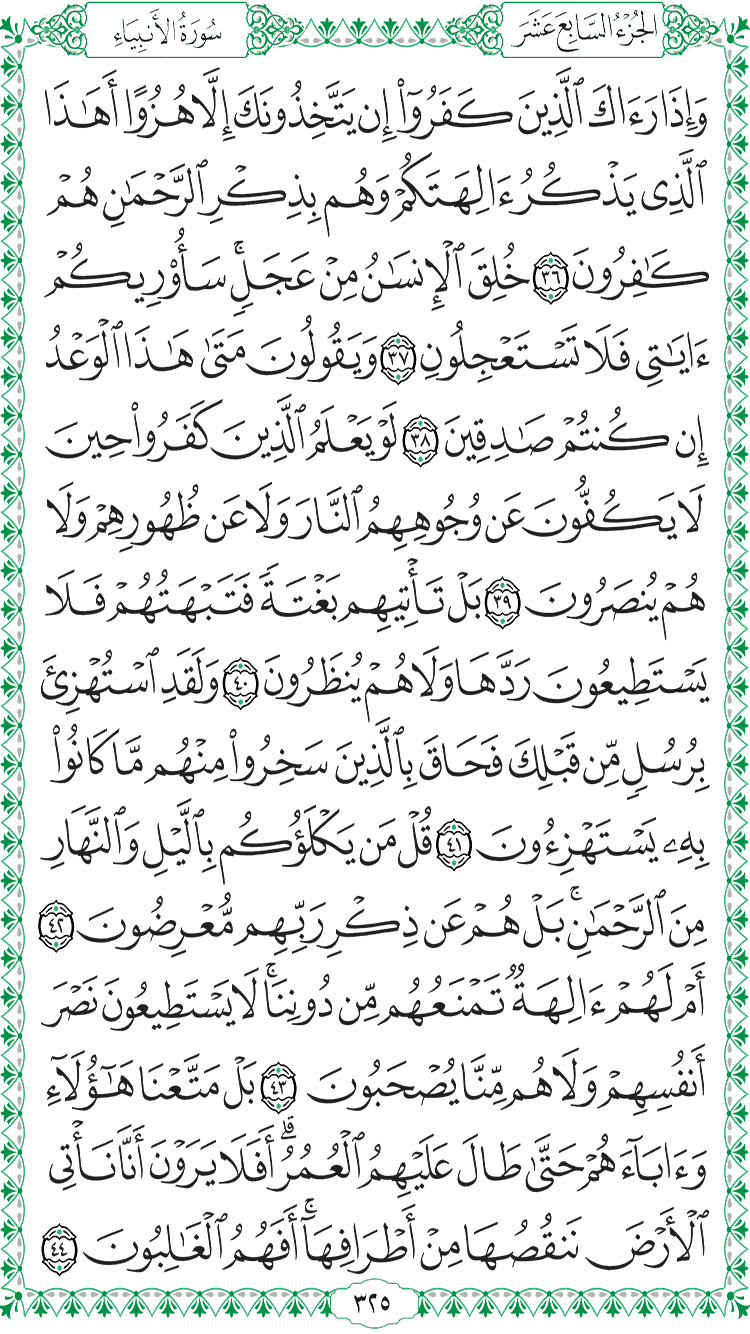 الجُزْءُ السَّابِعَ عَشَرَ
سُورَةُ الأَنبِيَاءِ
وَإِذَا رَءَاكَ ٱلَّذِينَ كَفَرُوٓاْ إِن يَتَّخِذُونَكَ إِلَّا هُزُوًا أَهَٰذَا
ٱلَّذِى يَذْكُرُ ءَالِهَتَكُمْ وَهُم بِذِكْرِ ٱلرَّحْمَٰنِ هُمْ
كَٰفِرُونَ ٣٦ خُلِقَ ٱلْإِنسَٰنُ مِنْ عَجَلٍۚ سَأُوْرِيكُمْ
ءَايَٰتِى فَلَا تَسْتَعْجِلُونِ ٣٧ وَيَقُولُونَ مَتَىٰ هَٰذَا ٱلْوَعْدُ
إِن كُنتُمْ صَٰدِقِينَ ٣٨ لَوْ يَعْلَمُ ٱلَّذِينَ كَفَرُواْ حِينَ
لَا يَكُفُّونَ عَن وُجُوهِهِمُ ٱلنَّارَ وَلَا عَن ظُهُورِهِمْ وَلَا
هُمْ يُنصَرُونَ ٣٩ بَلْ تَأْتِيهِم بَغْتَةً فَتَبْهَتُهُمْ فَلَا
يَسْتَطِيعُونَ رَدَّهَا وَلَا هُمْ يُنظَرُونَ ٤٠ وَلَقَدِ ٱسْتُهْزِئَ
بِرُسُلٍ مِّن قَبْلِكَ فَحَاقَ بِٱلَّذِينَ سَخِرُواْ مِنْهُم مَّا كَانُواْ
بِهِۦ يَسْتَهْزِءُونَ ٤١ قُلْ مَن يَكْلَؤُكُم بِٱلَّيْلِ وَٱلنَّهَارِ
مِنَ ٱلرَّحْمَٰنِۚ بَلْ هُمْ عَن ذِكْرِ رَبِّهِم مُّعْرِضُونَ ٤٢
أَمْ لَهُمْ ءَالِهَةٌ تَمْنَعُهُم مِّن دُونِنَاۚ لَا يَسْتَطِيعُونَ نَصْرَ
أَنفُسِهِمْ وَلَا هُم مِّنَّا يُصْحَبُونَ ٤٣ بَلْ مَتَّعْنَا هَٰٓؤُلَآءِ
وَءَابَآءَهُمْ حَتَّىٰ طَالَ عَلَيْهِمُ ٱلْعُمُرُۗ أَفَلَا يَرَوْنَ أَنَّا نَأْتِى
ٱلْأَرْضَ نَنقُصُهَا مِنْ أَطْرَافِهَآۚ أَفَهُمُ ٱلْغَٰلِبُونَ ٤٤
٣٢٥